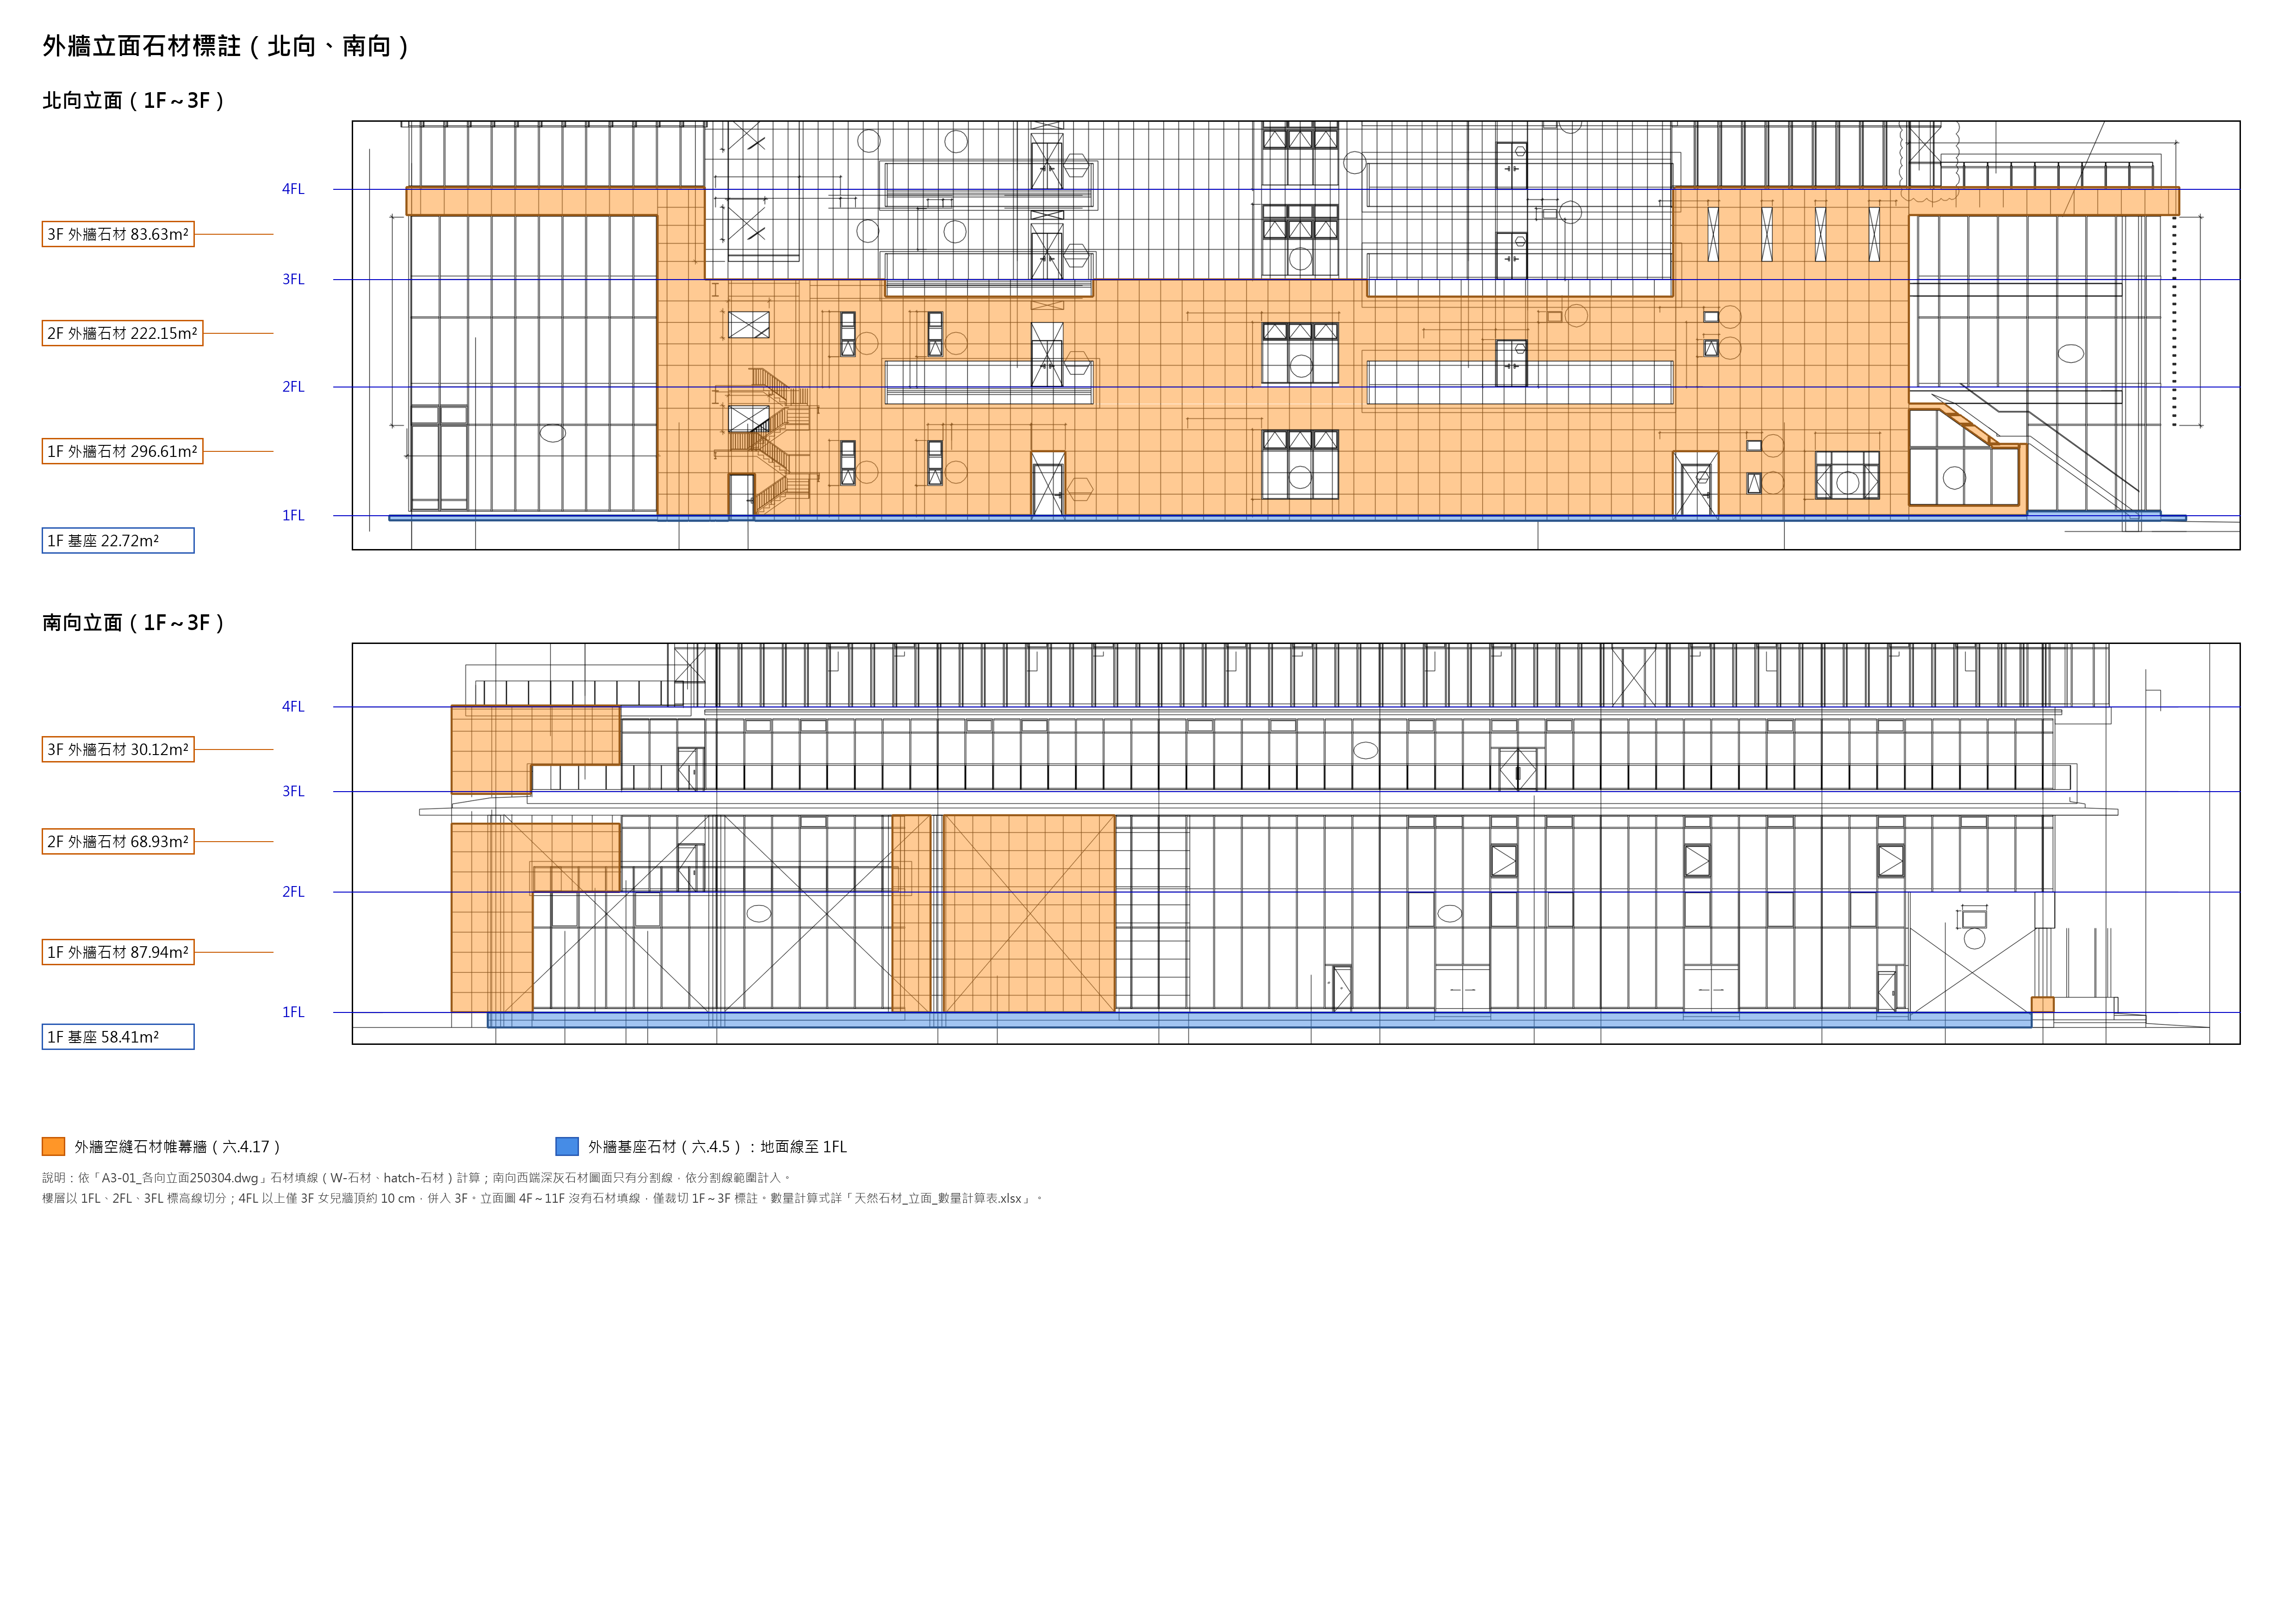 外牆立面石材標註（北向、南向）
北向立面（1F～3F）
4FL
3F 外牆石材 83.63m²
3FL
2F 外牆石材 222.15m²
2FL
1F 外牆石材 296.61m²
1FL
1F 基座 22.72m²
南向立面（1F～3F）
4FL
3F 外牆石材 30.12m²
3FL
2F 外牆石材 68.93m²
2FL
1F 外牆石材 87.94m²
1FL
1F 基座 58.41m²
外牆空縫石材帷幕牆（六.4.17）
外牆基座石材（六.4.5）：地面線至 1FL
說明：依「A3-01_各向立面250304.dwg」石材填線（W-石材、hatch-石材）計算；南向西端深灰石材圖面只有分割線，依分割線範圍計入。
樓層以 1FL、2FL、3FL 標高線切分；4FL 以上僅 3F 女兒牆頂約 10 cm，併入 3F。立面圖 4F～11F 沒有石材填線，僅裁切 1F～3F 標註。數量計算式詳「天然石材_立面_數量計算表.xlsx」。